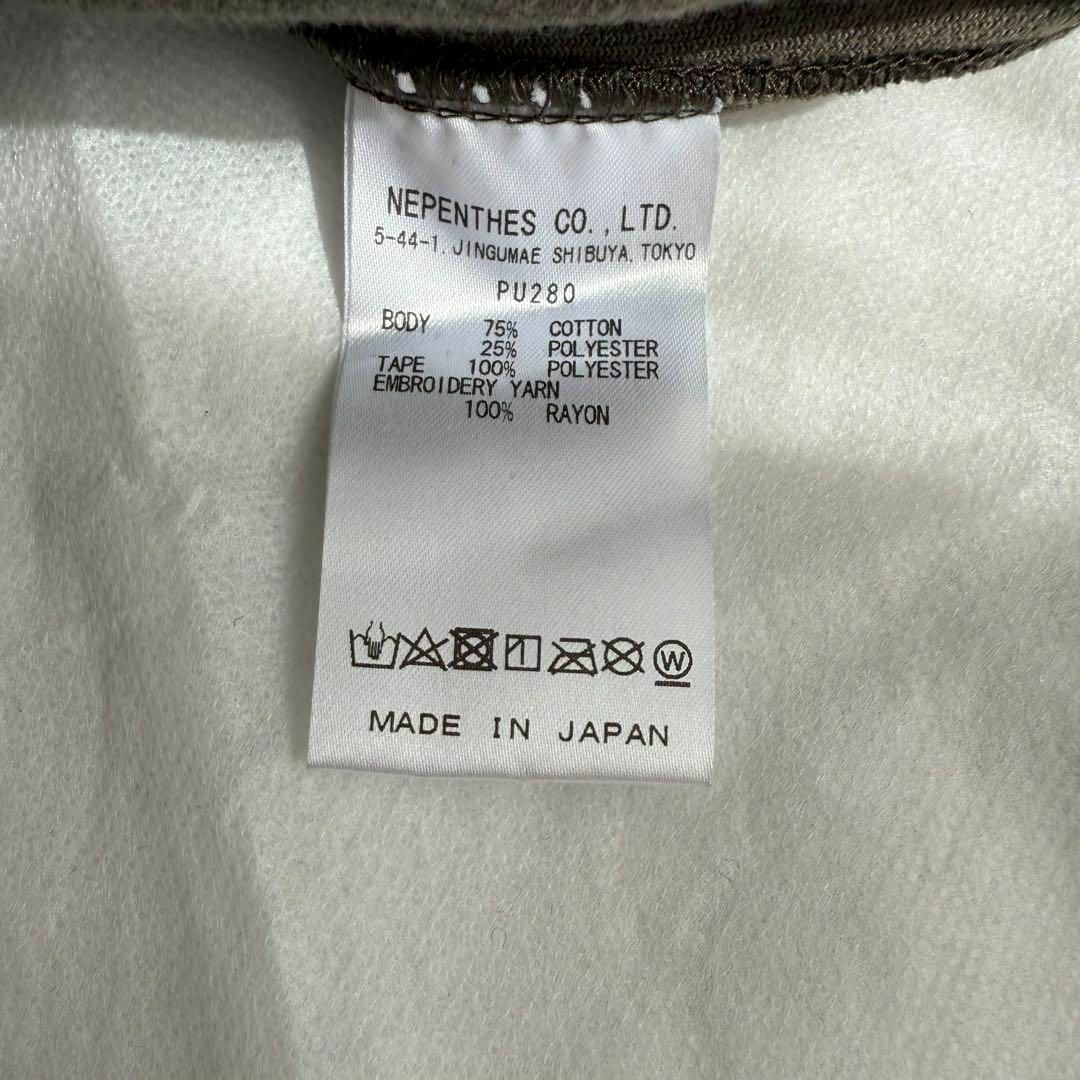 NEPENTHES CO., LTD.
5-44-1, JINGUMAE SHIBUYA, TOKYO
PU280
BODY 75% COTTON
25% POLYESTER
TAPE 100% POLYESTER
EMBROIDERY YARN
100% RAYON
W
MADE IN JAPAN